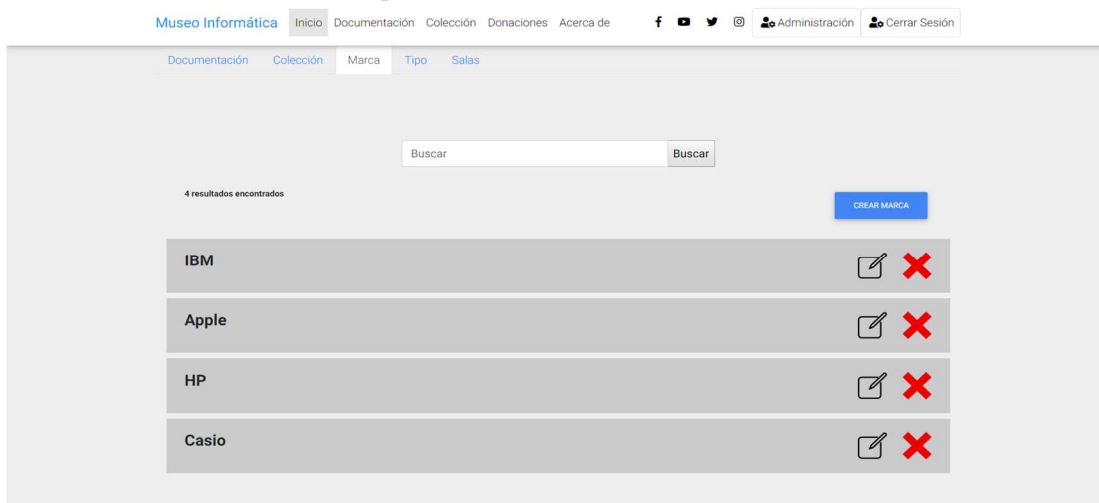 Museo Informática Inicio Documentación Colección Donaciones Acerca de Administración Cerrar Sesión
Documentación Colección Marca Tipo Salas
Buscar Buscar
4 resultados encontrados
CREAR MARCA
IBM
Apple
HP
Casio